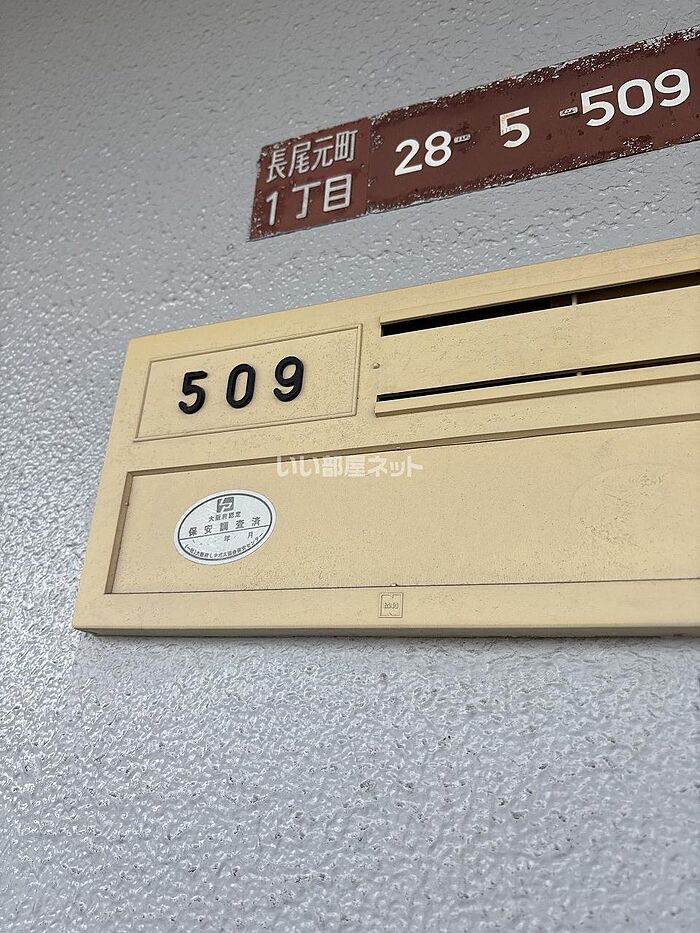 長尾元町
1丁目
28-5-509
509
いい部屋ネット
大阪府認定
保安調査済
年 月